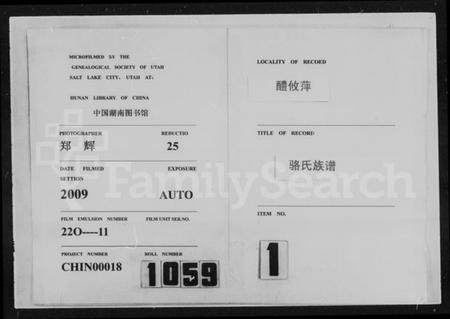 MICROFILMED BY THE
GENEALOGICAL SOCIETY OF UTAH
SALT LAKE CITY, UTAH AT:
HUNAN LIBRARY OF CHINA
中国湖南图书馆
PHOTOGRAPHER REDUCTIO
郑 辉 25
DATE FILMED EXPOSURE
SETTION
2009 AUTO
FILM EMULSION NUMBER FILM UNIT SER.NO.
22O----11
PROJECT NUMBER ROLL NUMBER
CHIN00018 1059
LOCALITY OF RECOED
醴攸萍
TITLE OF RECORD
骆氏族谱
ITEM NO.
1
FamilySearch